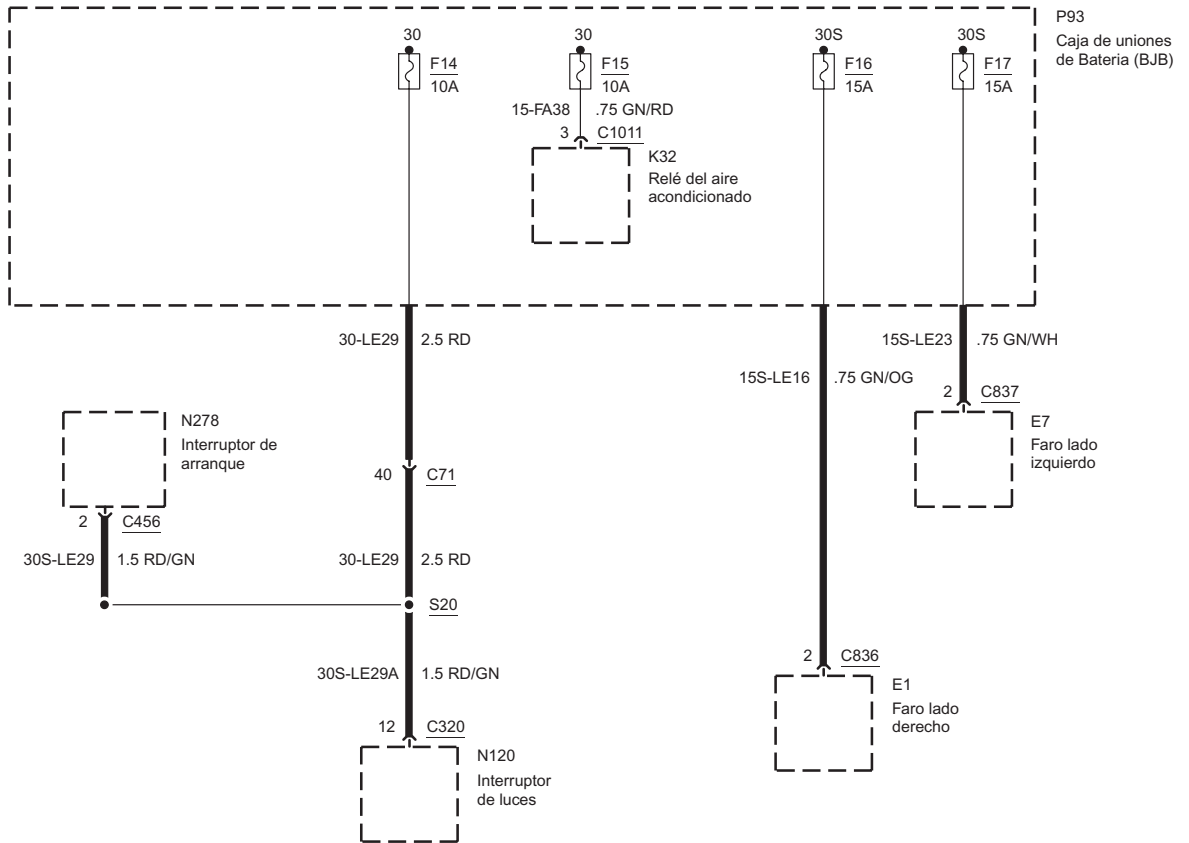 P93
Caja de uniones
de Bateria (BJB)
30
30
30S
30S
F14
10A
F15
10A
F16
15A
F17
15A
15-FA38
.75 GN/RD
3
C1011
K32
Relé del aire
acondicionado
30-LE29
2.5 RD
15S-LE23
.75 GN/WH
15S-LE16
.75 GN/OG
2
C837
E7
Faro lado
izquierdo
N278
Interruptor de
arranque
40
C71
2
C456
30S-LE29
1.5 RD/GN
30-LE29
2.5 RD
S20
30S-LE29A
1.5 RD/GN
2
C836
E1
Faro lado
derecho
12
C320
N120
Interruptor
de luces